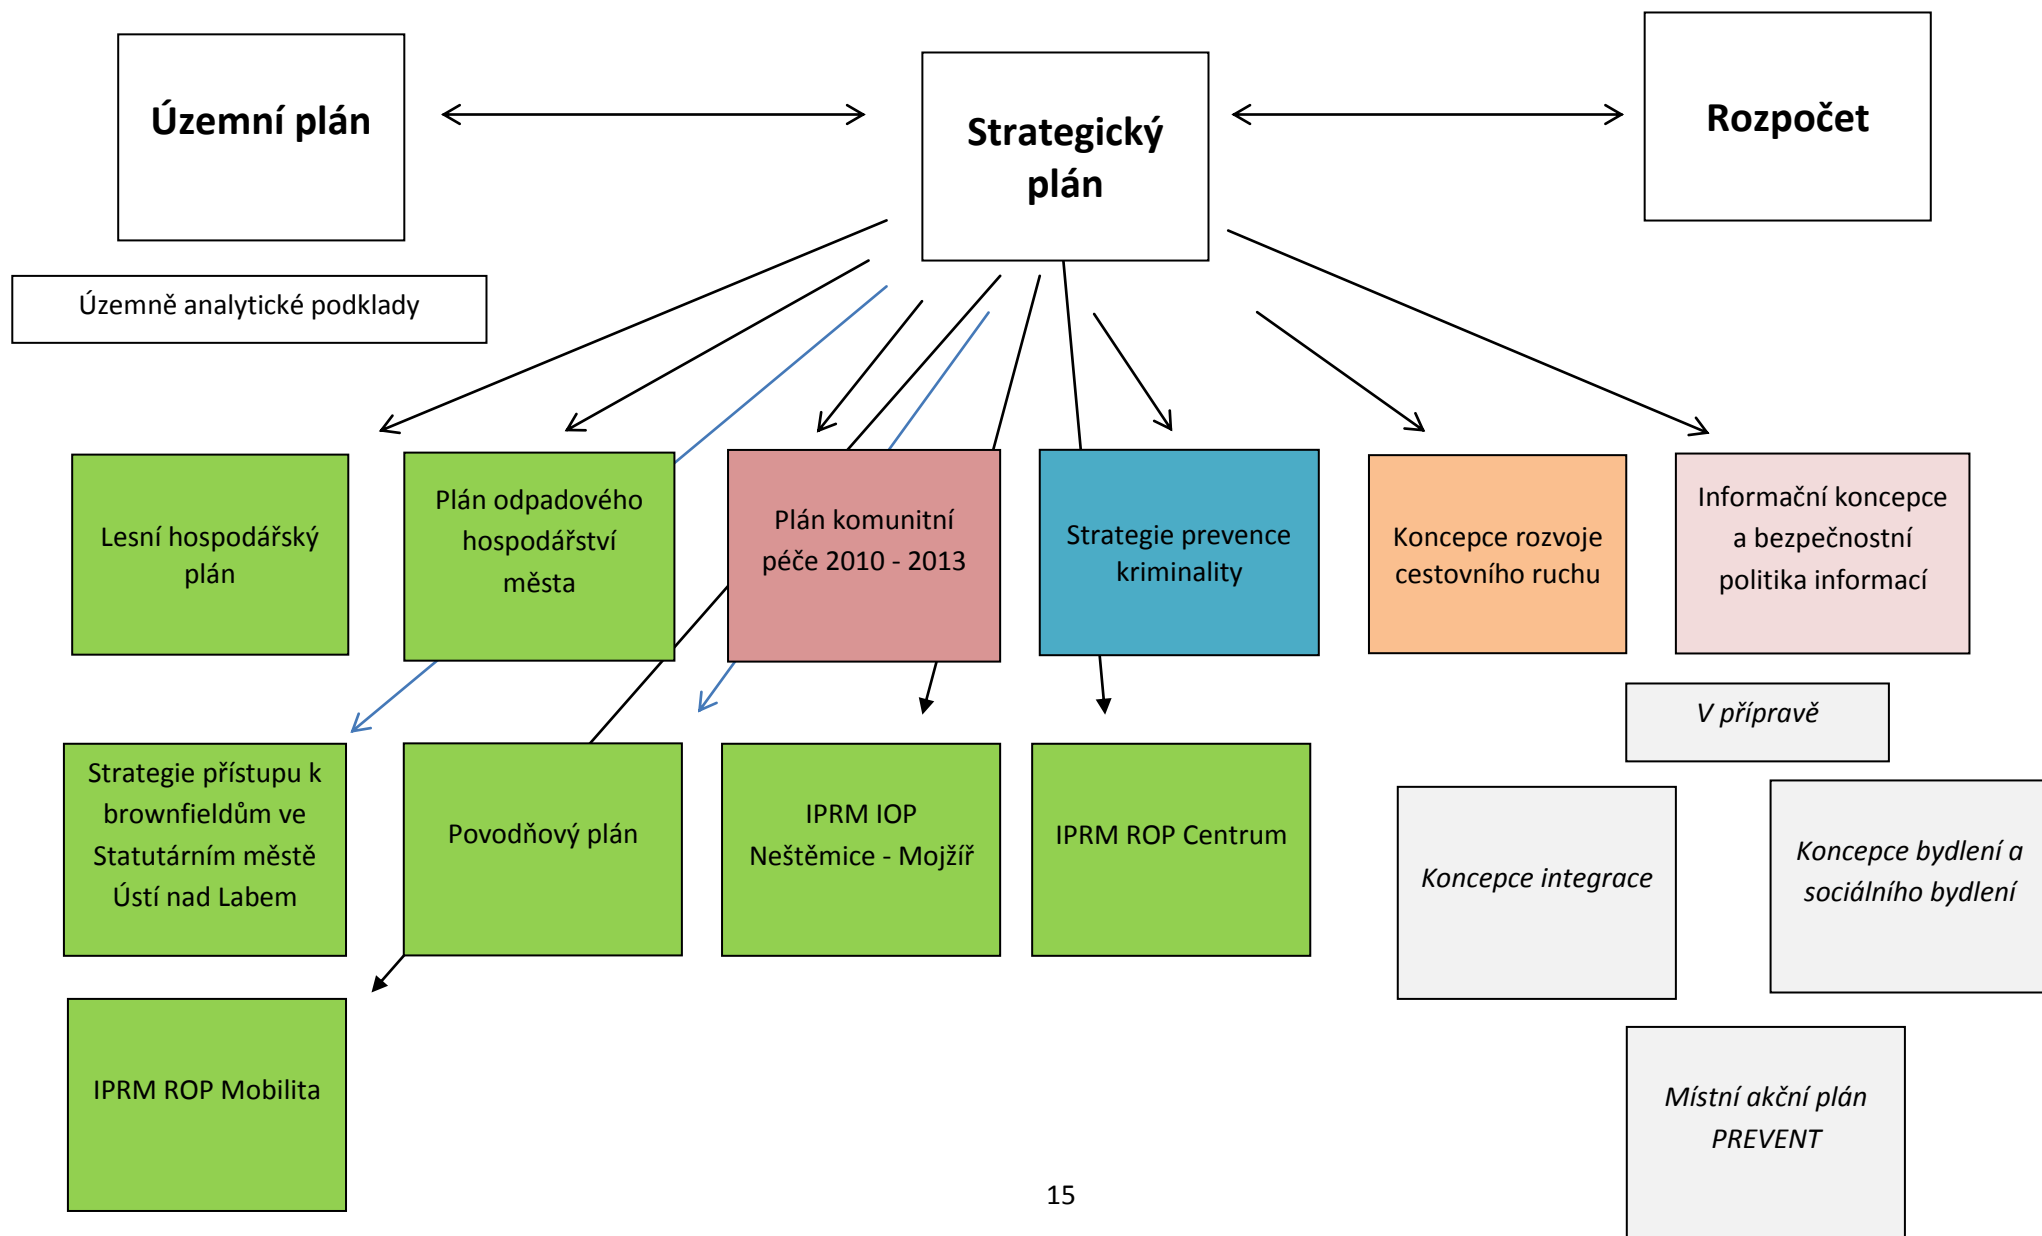 Územní plán
Strategický
plán
Rozpočet
Územně analytické podklady
Lesní hospodářský
plán
Plán odpadového
hospodářství
města
Plán komunitní
péče 2010 - 2013
Strategie prevence
kriminality
Koncepce rozvoje
cestovního ruchu
Informační koncepce
a bezpečnostní
politika informací
V přípravě
Strategie přístupu k
brownfieldům ve
Statutárním městě
Ústí nad Labem
Povodňový plán
IPRM IOP
Neštěmice - Mojžíř
IPRM ROP Centrum
Koncepce integrace
Koncepce bydlení a
sociálního bydlení
IPRM ROP Mobilita
Místní akční plán
PREVENT
15